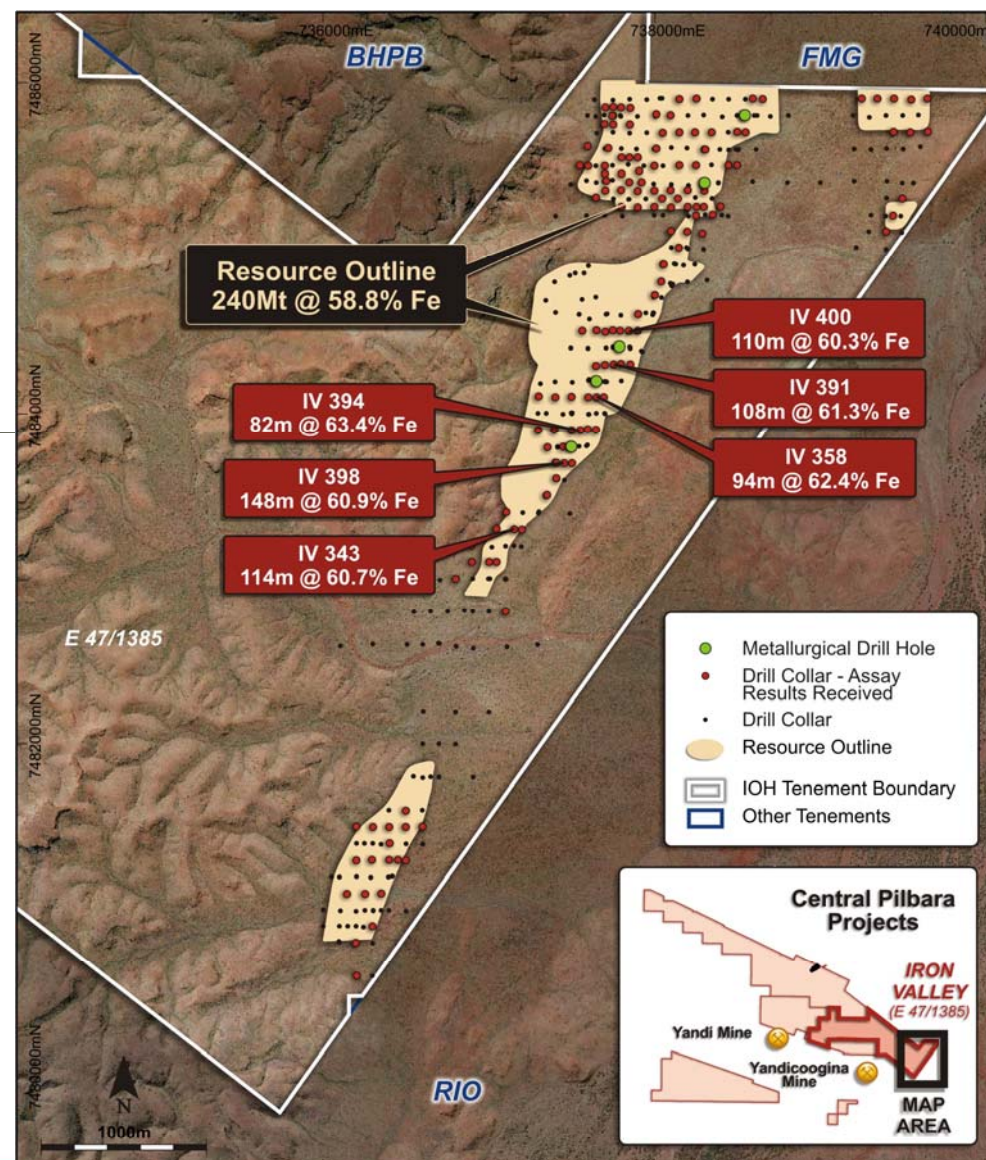 736000mE
738000mE
740000m
7486000mN
7484000mN
7482000mN
7480000mN
BHPB
FMG
Resource Outline
240Mt @ 58.8% Fe
IV 400
110m @ 60.3% Fe
IV 391
108m @ 61.3% Fe
IV 394
82m @ 63.4% Fe
IV 358
94m @ 62.4% Fe
IV 398
148m @ 60.9% Fe
IV 343
114m @ 60.7% Fe
E 47/1385
Metallurgical Drill Hole
Drill Collar - Assay
Results Received
Drill Collar
Resource Outline
IOH Tenement Boundary
Other Tenements
Central Pilbara
Projects
IRON
VALLEY
(E 47/1385)
Yandi Mine
Yandicoogina
Mine
MAP
AREA
RIO
N
1000m